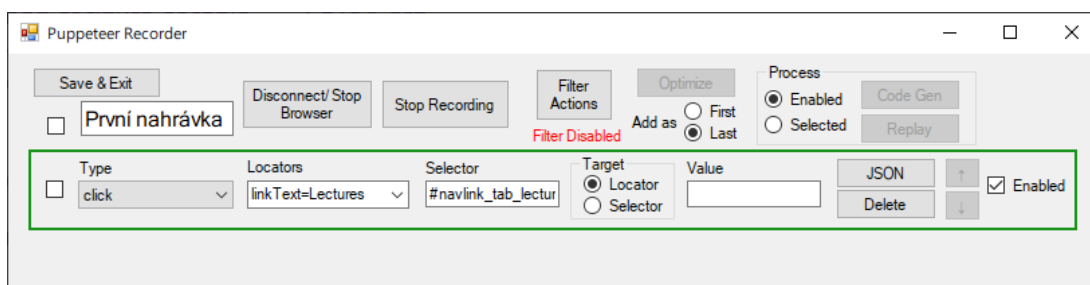 Puppeteer Recorder
Save & Exit
První nahrávka
Disconnect/ Stop
Browser
Stop Recording
Filter
Actions
Filter Disabled
Optimize
Add as
First
Last
Process
Enabled
Selected
Code Gen
Replay
Type
click
Locators
linkText=Lectures
Selector
#navlink_tab_lectur
Target
Locator
Selector
Value
JSON
Delete
↑
↓
Enabled